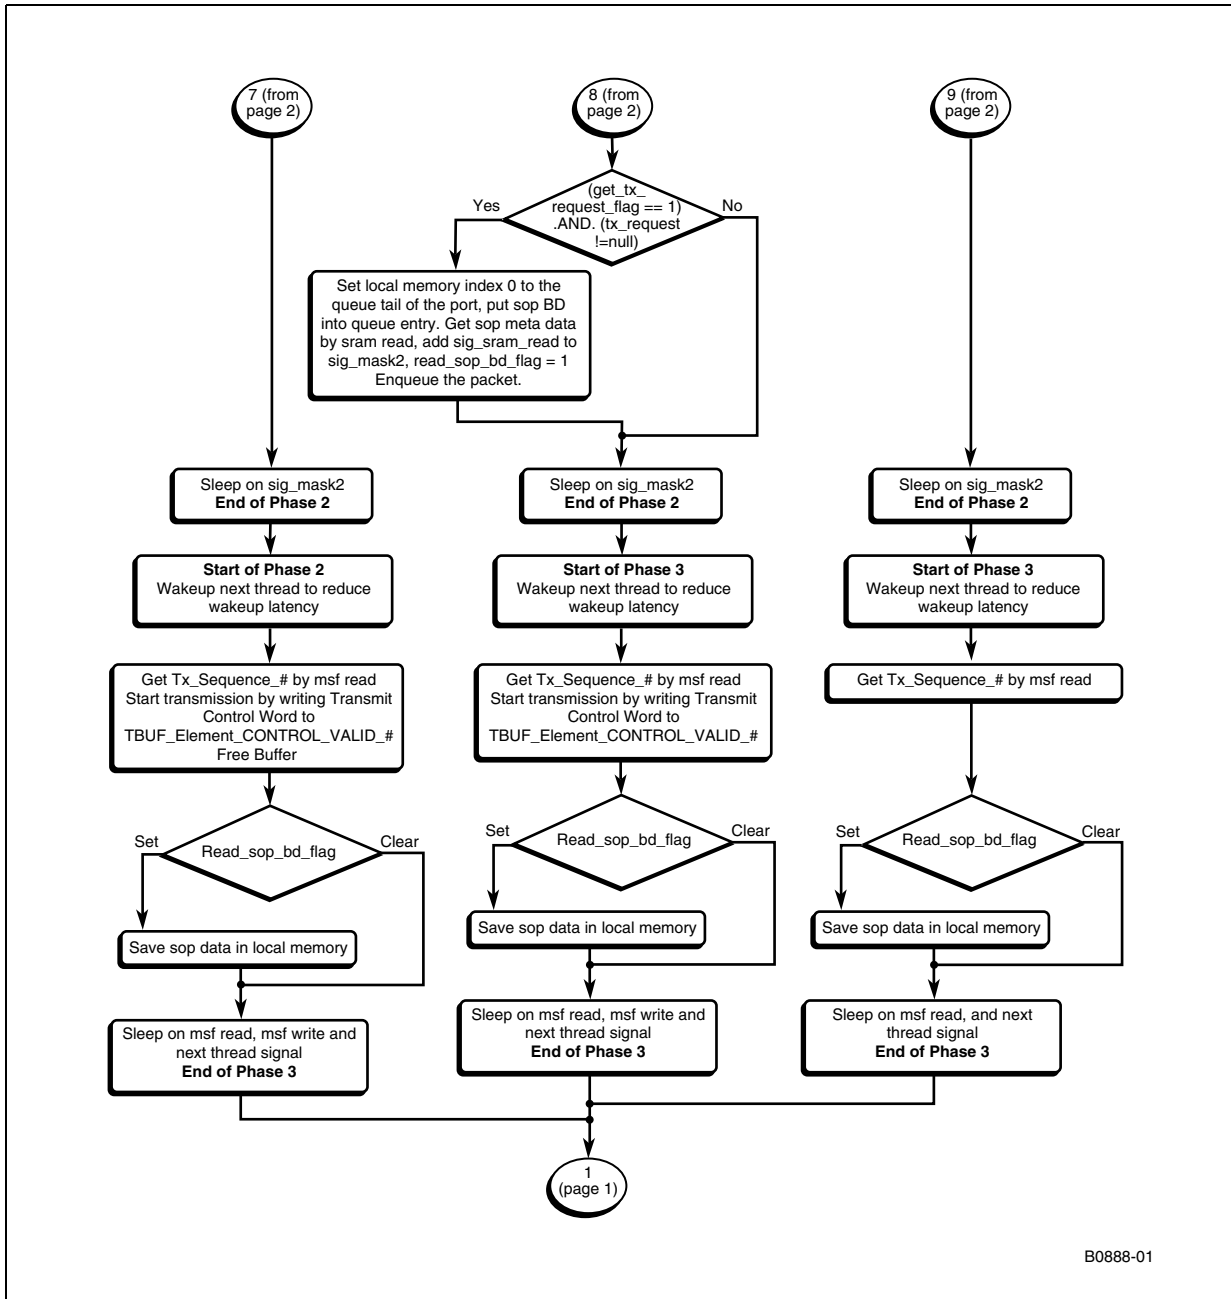 7 (from
page 2)
8 (from
page 2)
9 (from
page 2)
(get_tx_
request_flag == 1)
.AND. (tx_request
!=null)
Yes
No
Set local memory index 0 to the
queue tail of the port, put sop BD
into queue entry. Get sop meta data
by sram read, add sig_sram_read to
sig_mask2, read_sop_bd_flag = 1
Enqueue the packet.
Sleep on sig_mask2
End of Phase 2
Sleep on sig_mask2
End of Phase 2
Sleep on sig_mask2
End of Phase 2
Start of Phase 2
Wakeup next thread to reduce
wakeup latency
Start of Phase 3
Wakeup next thread to reduce
wakeup latency
Start of Phase 3
Wakeup next thread to reduce
wakeup latency
Get Tx_Sequence_# by msf read
Start transmission by writing Transmit
Control Word to
TBUF_Element_CONTROL_VALID_#
Free Buffer
Get Tx_Sequence_# by msf read
Start transmission by writing Transmit
Control Word to
TBUF_Element_CONTROL_VALID_#
Get Tx_Sequence_# by msf read
Set
Read_sop_bd_flag
Clear
Set
Read_sop_bd_flag
Clear
Set
Read_sop_bd_flag
Clear
Save sop data in local memory
Save sop data in local memory
Save sop data in local memory
Sleep on msf read, msf write and
next thread signal
End of Phase 3
Sleep on msf read, msf write and
next thread signal
End of Phase 3
Sleep on msf read, and next
thread signal
End of Phase 3
1
(page 1)
B0888-01